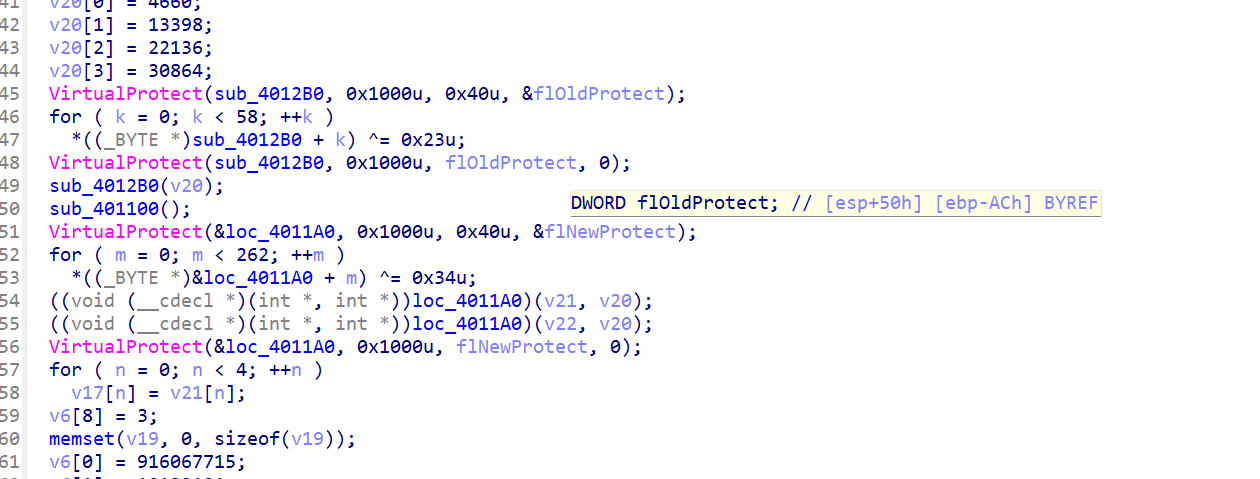 41 v20[0] = 4660;
42 v20[1] = 13398;
43 v20[2] = 22136;
44 v20[3] = 30864;
45 VirtualProtect(sub_4012B0, 0x1000u, 0x40u, &flOldProtect);
46 for ( k = 0; k < 58; ++k )
47 *((_BYTE *)sub_4012B0 + k) ^= 0x23u;
48 VirtualProtect(sub_4012B0, 0x1000u, flOldProtect, 0);
49 sub_4012B0(v20);
DWORD flOldProtect; // [esp+50h] [ebp-ACh] BYREF
50 sub_401100();
51 VirtualProtect(&loc_4011A0, 0x1000u, 0x40u, &flNewProtect);
52 for ( m = 0; m < 262; ++m )
53 *((_BYTE *)&loc_4011A0 + m) ^= 0x34u;
54 ((void (__cdecl *)(int *, int *))loc_4011A0)(v21, v20);
55 ((void (__cdecl *)(int *, int *))loc_4011A0)(v22, v20);
56 VirtualProtect(&loc_4011A0, 0x1000u, flNewProtect, 0);
57 for ( n = 0; n < 4; ++n )
58 v17[n] = v21[n];
59 v6[8] = 3;
60 memset(v19, 0, sizeof(v19));
61 v6[0] = 916067715;